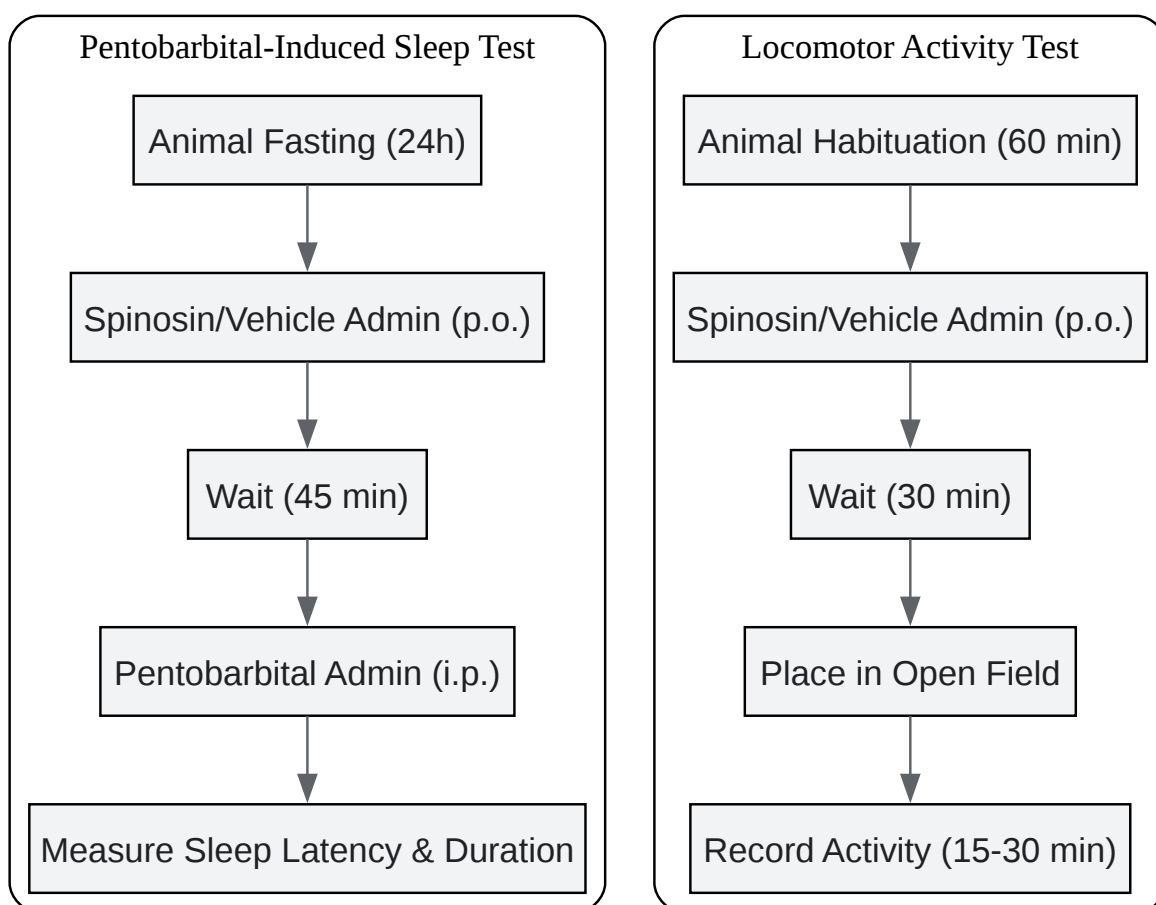 Pentobarbital-Induced Sleep Test
Animal Fasting (24h)
Spinosin/Vehicle Admin (p.o.)
Wait (45 min)
Pentobarbital Admin (i.p.)
Measure Sleep Latency & Duration
Locomotor Activity Test
Animal Habituation (60 min)
Spinosin/Vehicle Admin (p.o.)
Wait (30 min)
Place in Open Field
Record Activity (15-30 min)